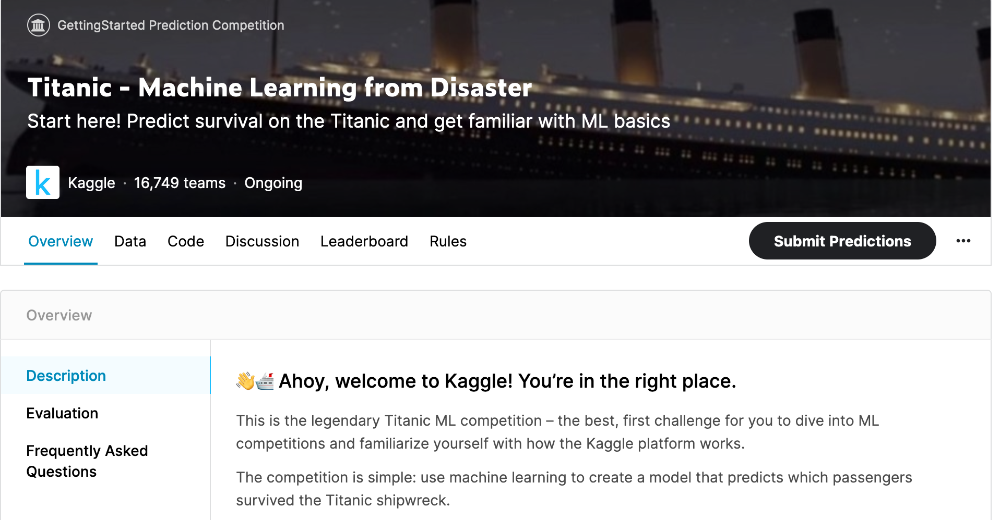 GettingStarted Prediction Competition
Titanic - Machine Learning from Disaster
Start here! Predict survival on the Titanic and get familiar with ML basics
k
Kaggle · 16,749 teams · Ongoing
Overview Data Code Discussion Leaderboard Rules Submit Predictions •••
Overview
Description
Evaluation
Frequently Asked
Questions
👋🛳️ Ahoy, welcome to Kaggle! You’re in the right place.
This is the legendary Titanic ML competition – the best, first challenge for you to dive into ML
competitions and familiarize yourself with how the Kaggle platform works.
The competition is simple: use machine learning to create a model that predicts which passengers
survived the Titanic shipwreck.